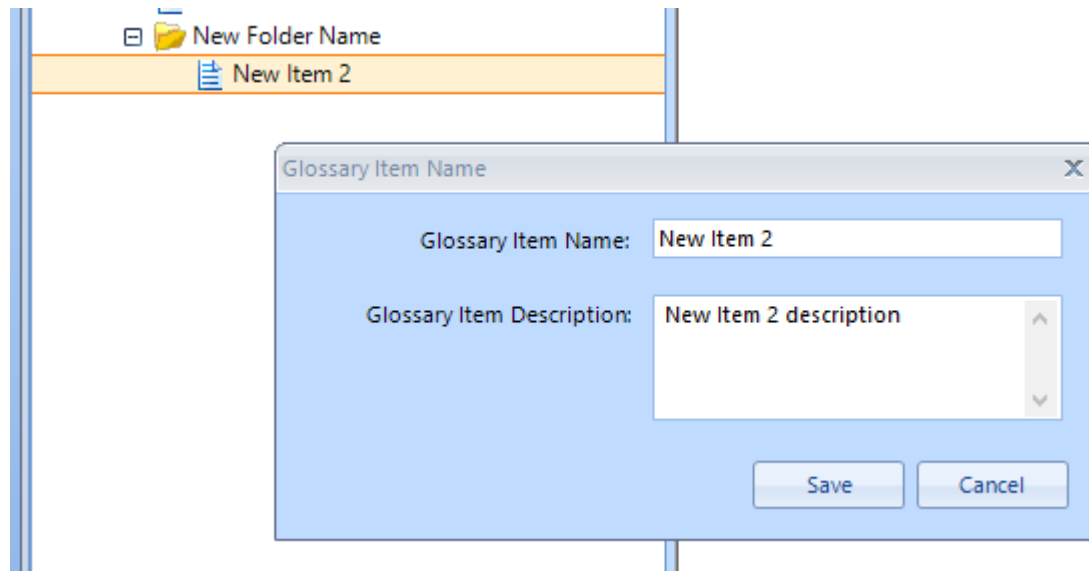 New Folder Name
New Item 2
Glossary Item Name
Glossary Item Name: New Item 2
Glossary Item Description: New Item 2 description
Save Cancel